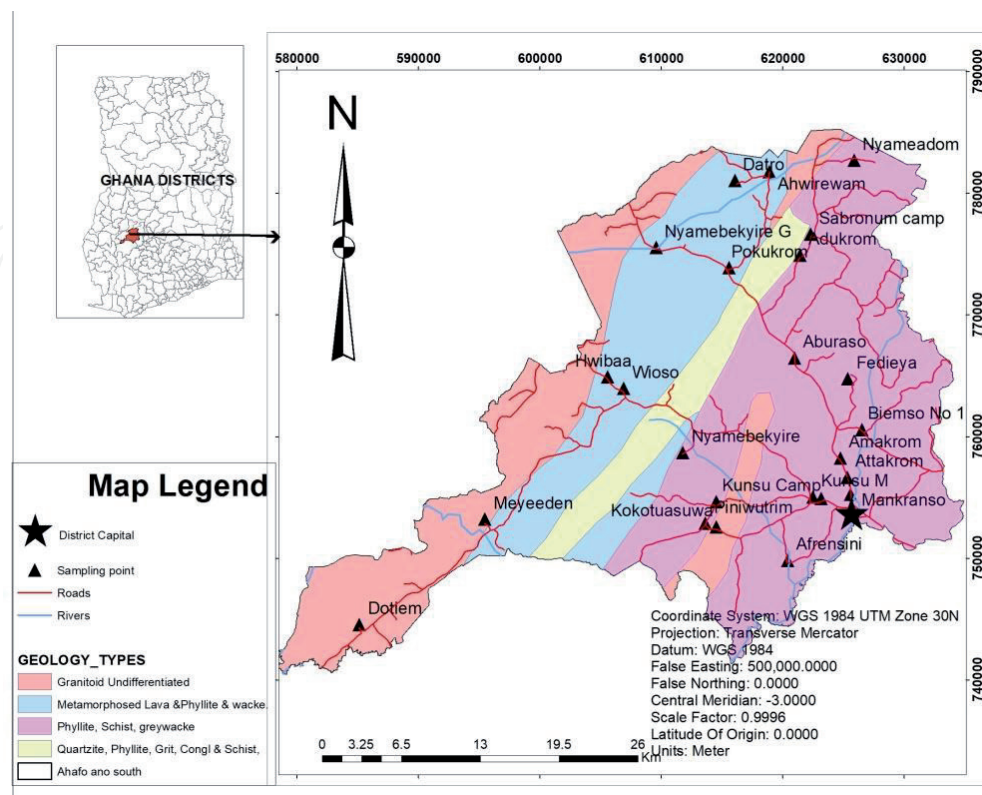 GHANA DISTRICTS
580000 590000 600000 610000 620000 630000
790000
780000
770000
760000
750000
740000
N
Nyameadom
Datro
Ahwirewam
Sabronum camp
Nyamebekyire G
dukrom
Pokukrom
Aburaso
Hwibaa
Wioso
Fedieya
Biemso No 1
Nyamebekyire
Amakrom
Attakrom
Kunsu Camp
Kunsu M
Mankranso
Meyeeden
Kokotuasuwa
Piniwutrim
Afrensini
Dotiem
Map Legend
District Capital
Sampling point
Roads
Rivers
GEOLOGY_TYPES
Granitoid Undifferentiated
Metamorphosed Lava &Phyllite & wacke.
Phyllite, Schist, greywacke
Quartzite, Phyllite, Grit, Congl & Schist,
Ahafo ano south
Coordinate System: WGS 1984 UTM Zone 30N
Projection: Transverse Mercator
Datum: WGS 1984
False Easting: 500,000.0000
False Northing: 0.0000
Central Meridian: -3.0000
Scale Factor: 0.9996
Latitude Of Origin: 0.0000
Units: Meter
0 3.25 6.5 13 19.5 26
Km